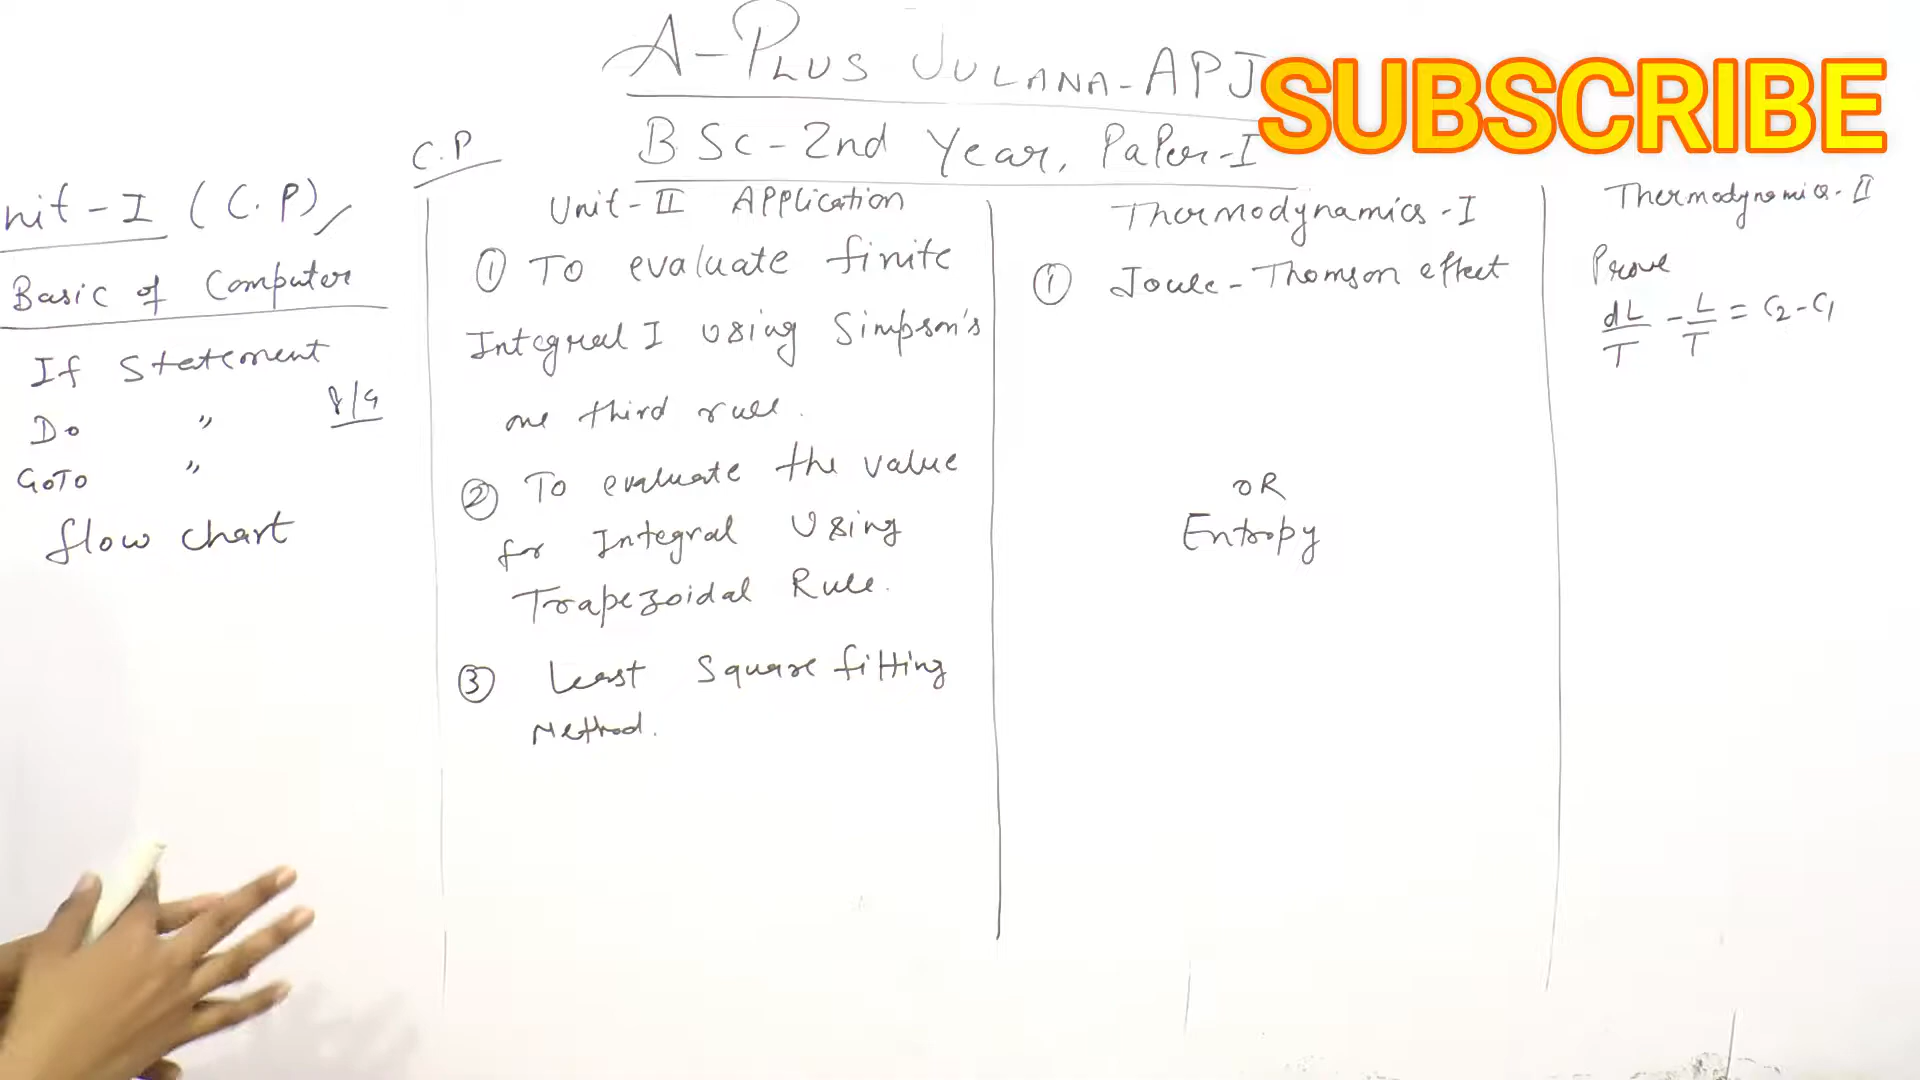 A-PLUS JULANA-APJ
SUBSCRIBE
BSc-2nd Year, PaPer-I
C.P
nit-I (C.P)
Basic of Computer
If Statement
Do "
GOTO "
flow chart
Unit-II APPlication
① To evaluate finite
Integral I using Simpson's
one third rule.
② To evaluate the value
for Integral Using
Trapezoidal Rule.
③ Least Square fitting
Method.
Thermodynamics-I
① Joule-Thomson effect
OR
Entropy
Thermodynamics-II
Prove
dL/T - L/T = C2-C1